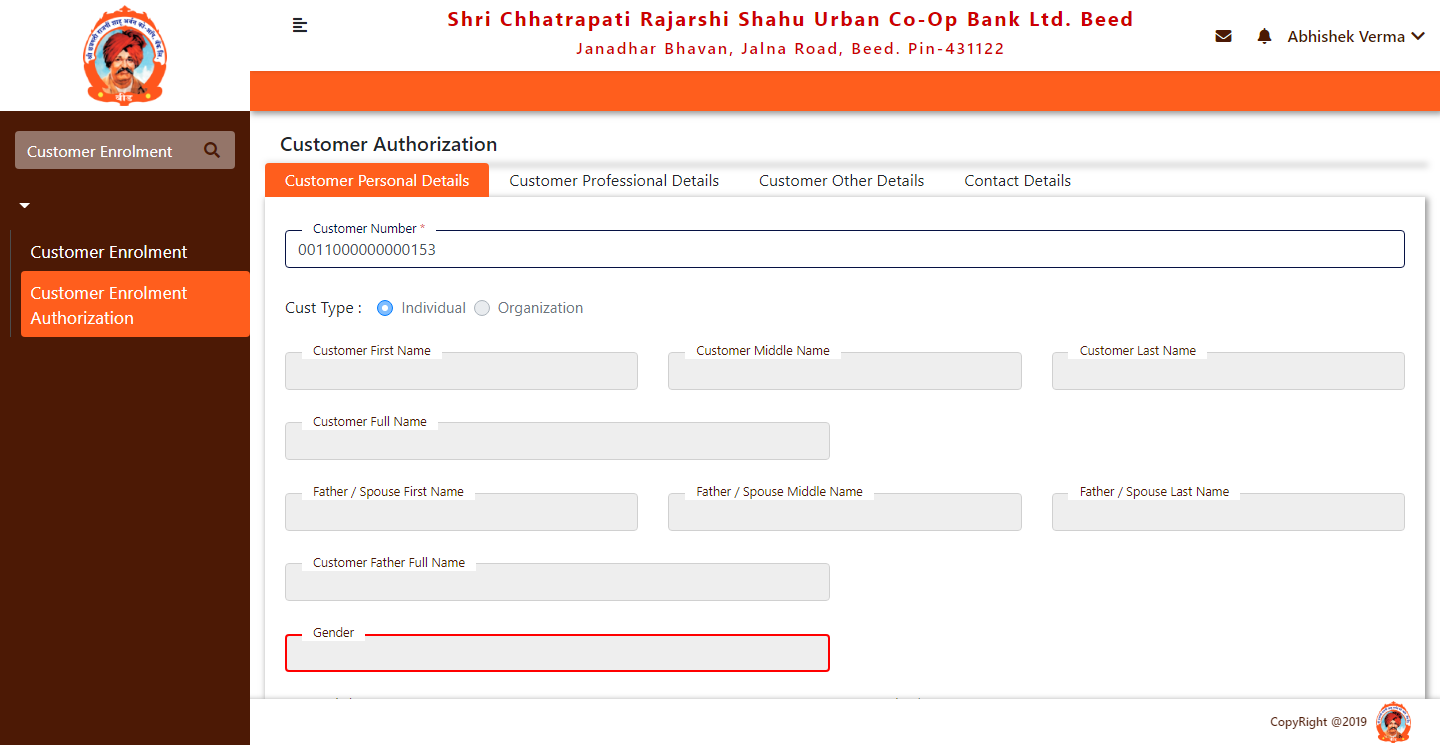 Shri Chhatrapati Rajarshi Shahu Urban Co-Op Bank Ltd. Beed
Janadhar Bhavan, Jalna Road, Beed. Pin-431122
Abhishek Verma
बीड
Customer Enrolment
Customer Enrolment
Customer Enrolment
Authorization
Customer Authorization
Customer Personal Details
Customer Professional Details
Customer Other Details
Contact Details
Customer Number *
0011000000000153
Cust Type :
Individual
Organization
Customer First Name
Customer Middle Name
Customer Last Name
Customer Full Name
Father / Spouse First Name
Father / Spouse Middle Name
Father / Spouse Last Name
Customer Father Full Name
Gender
CopyRight @2019